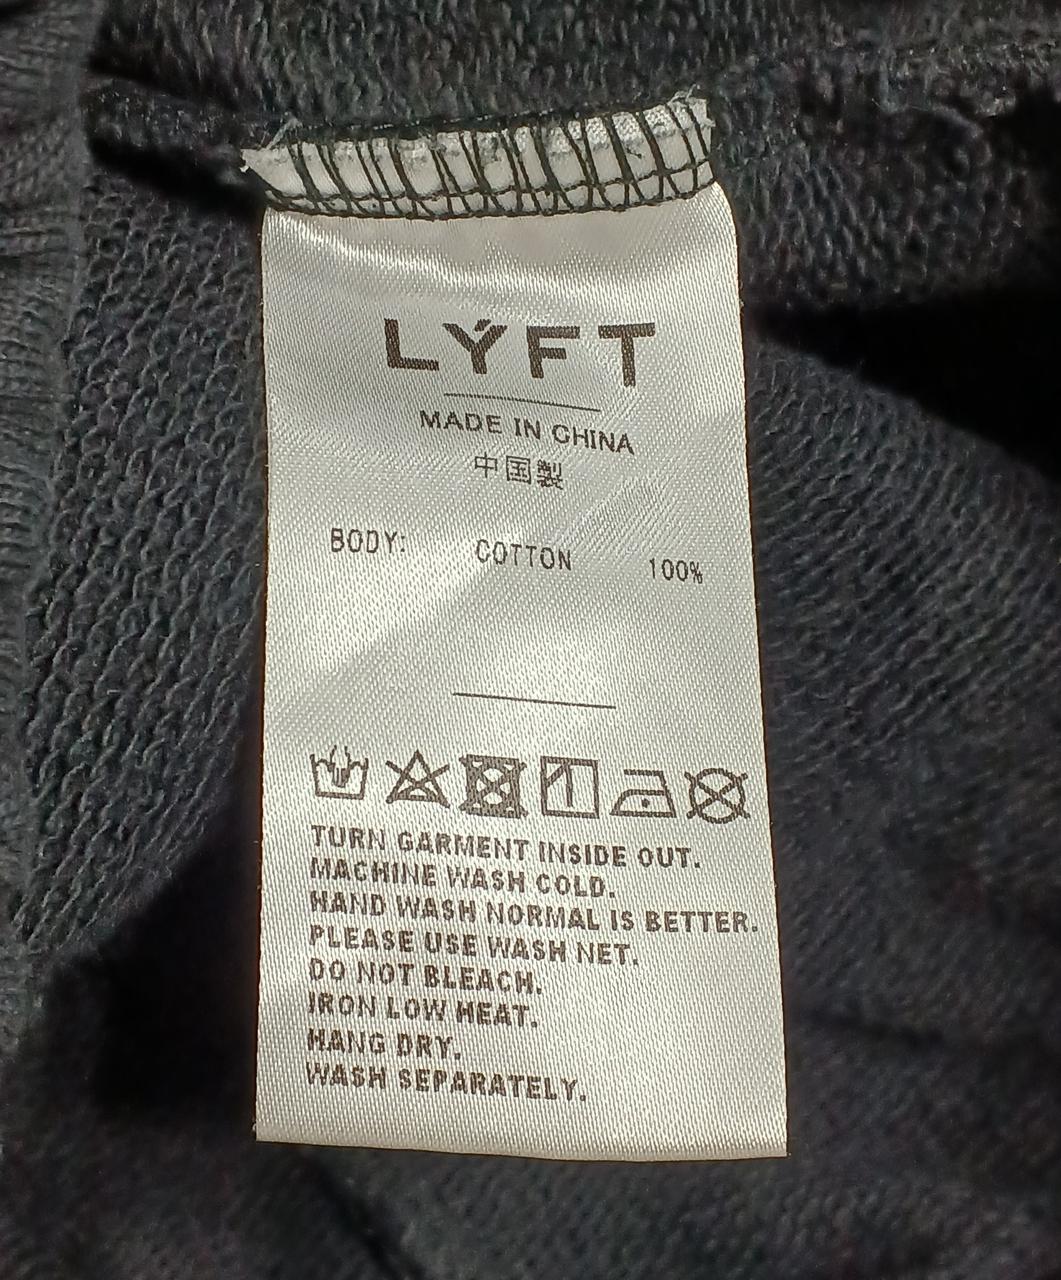 LÝFT
MADE IN CHINA
中国製
BODY: COTTON 100%
TURN GARMENT INSIDE OUT.
MACHINE WASH COLD.
HAND WASH NORMAL IS BETTER.
PLEASE USE WASH NET.
DO NOT BLEACH.
IRON LOW HEAT.
HANG DRY.
WASH SEPARATELY.